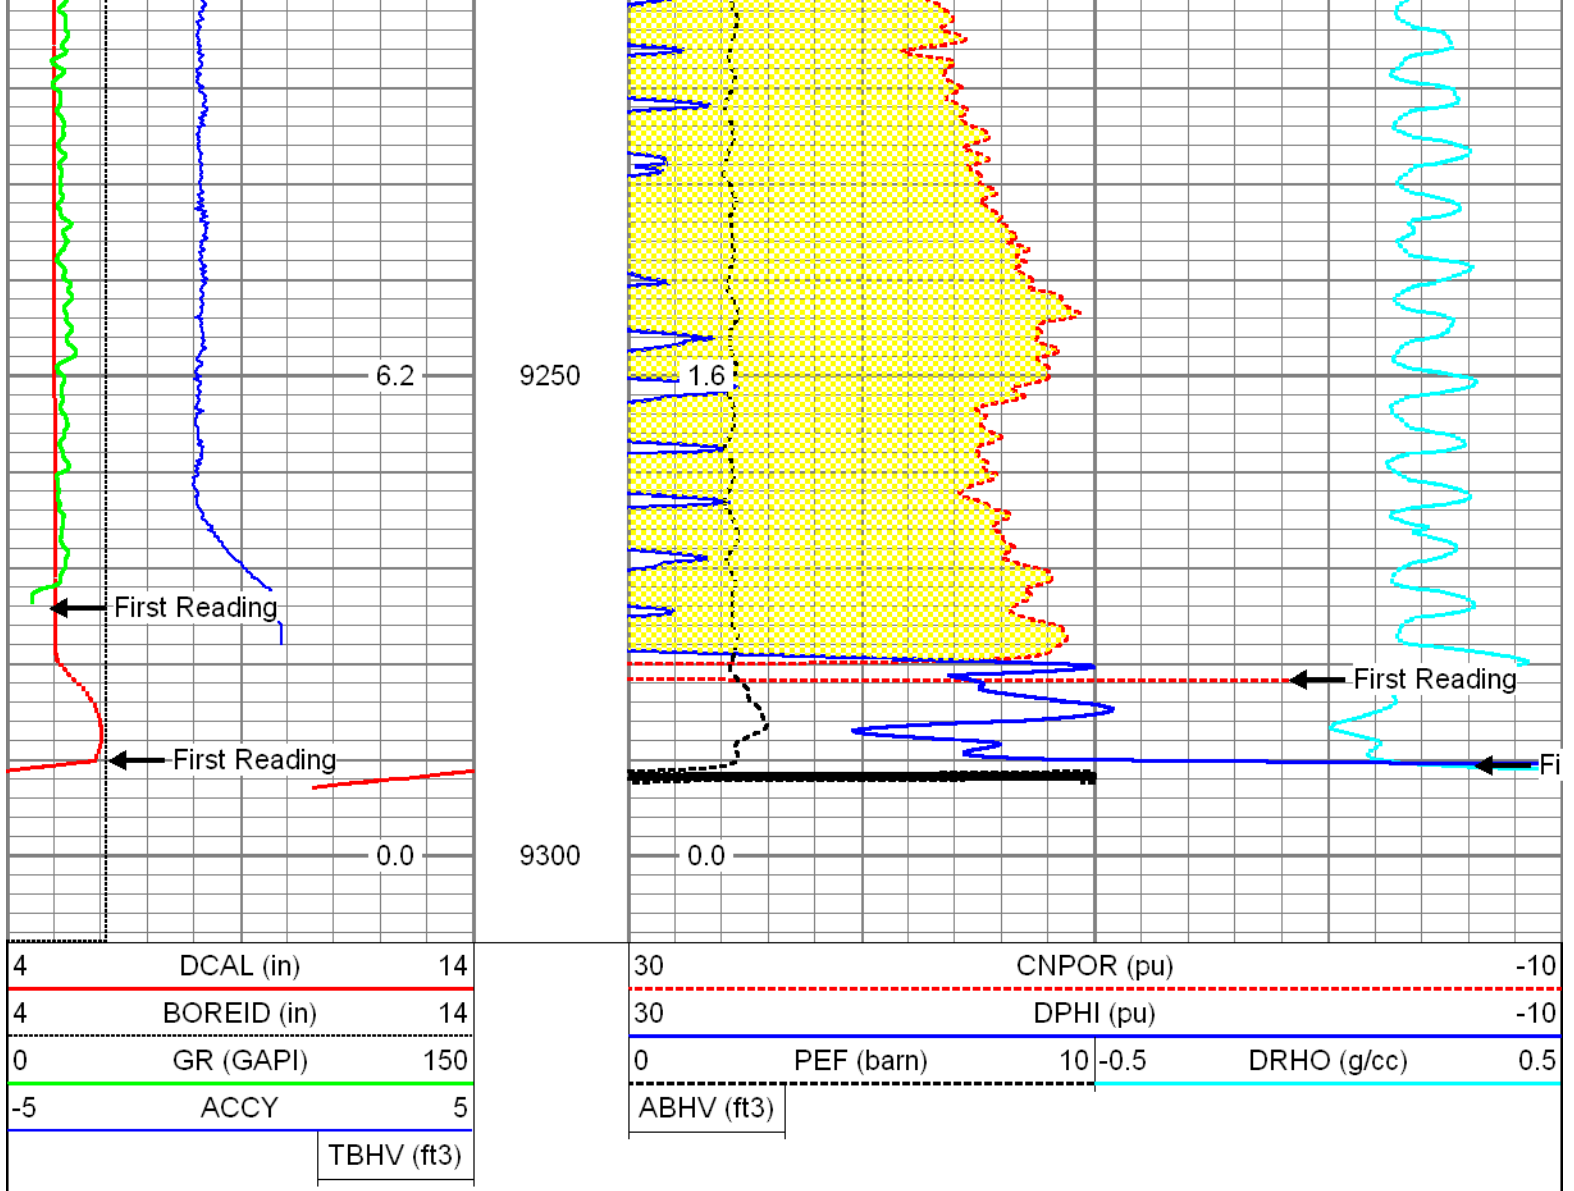 6.2 9250 1.6
First Reading
First Reading
First Reading
Fi
0.0 9300 0.0
4 DCAL (in) 14 30 CNPOR (pu) -10
4 BOREID (in) 14 30 DPHI (pu) -10
0 GR (GAPI) 150 0 PEF (barn) 10 -0.5 DRHO (g/cc) 0.5
-5 ACCY 5 ABHV (ft3)
TBHV (ft3)